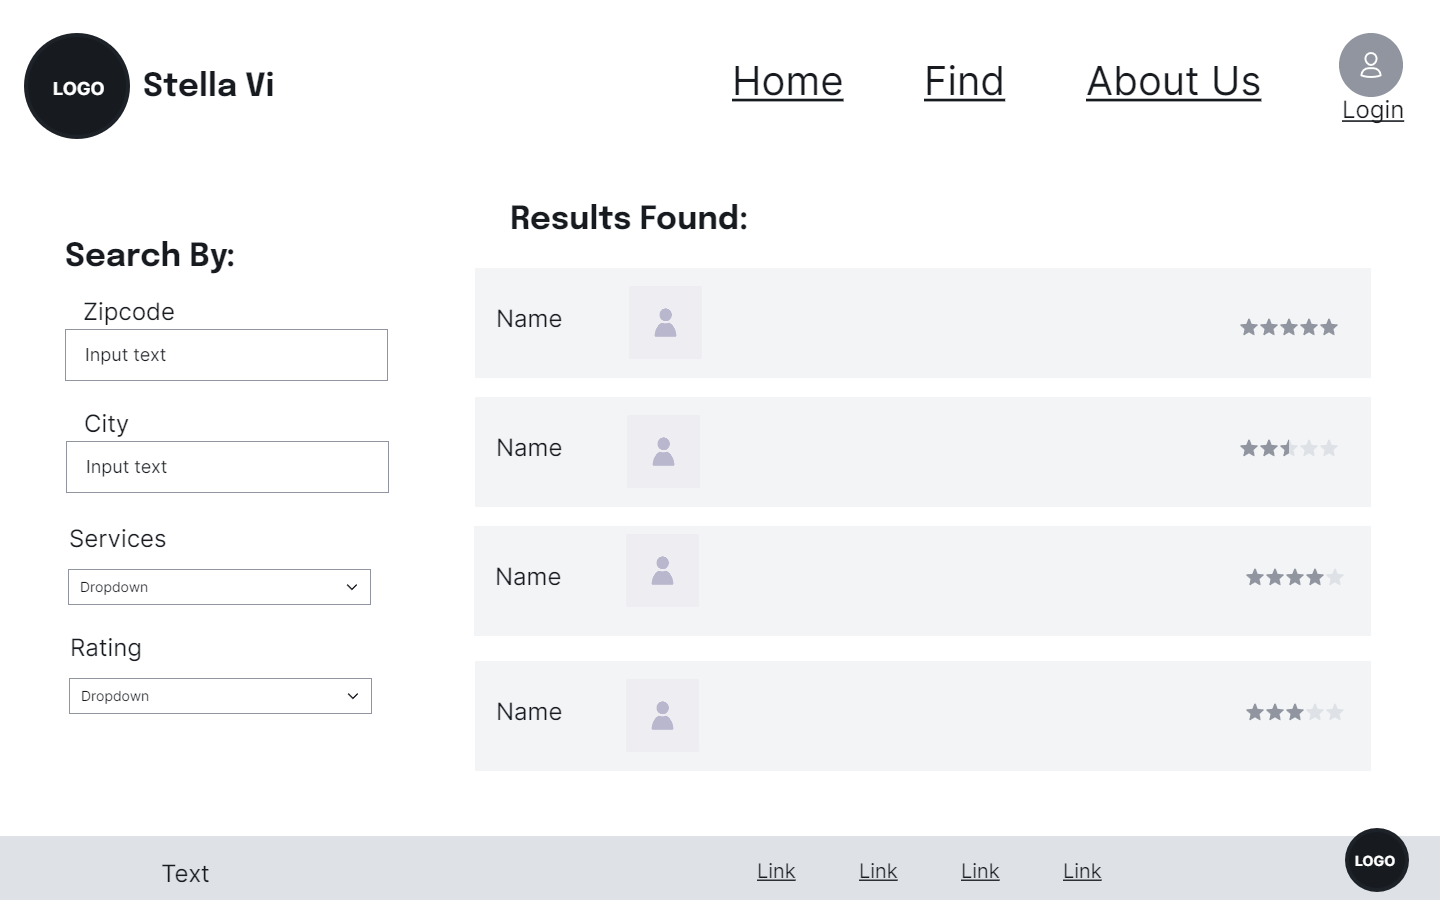 LOGO
Stella Vi
Home
Find
About Us
Login
Results Found:
Search By:
Zipcode
Input text
City
Input text
Services
Dropdown
Rating
Dropdown
Name
Name
Name
Name
Text
Link
Link
Link
Link
LOGO